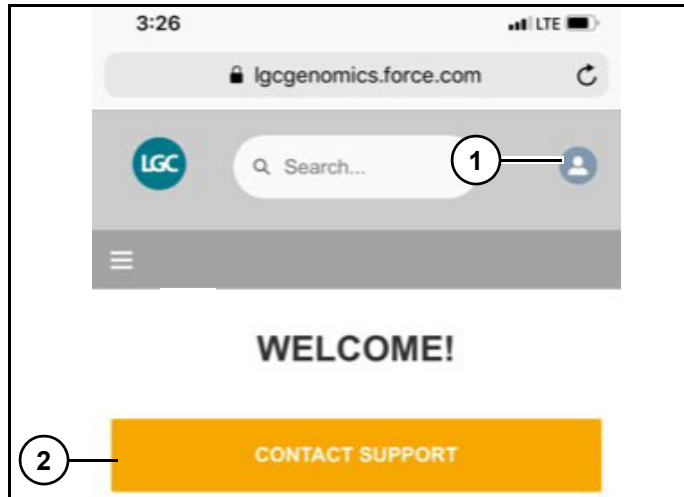 3:26 LTE
lgcgenomics.force.com
LGC Search... 1
WELCOME!
2 CONTACT SUPPORT